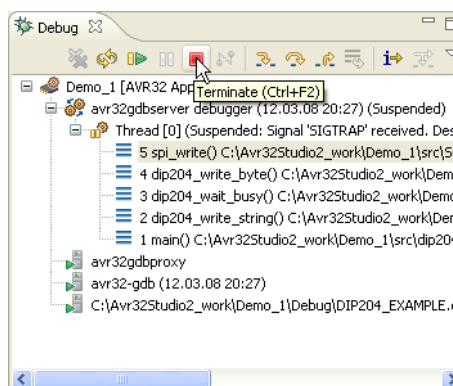 Debug
Demo_1 [AVR32 App
Terminate (Ctrl+F2)
avr32gdbserver debugger (12.03.08 20:27) (Suspended)
Thread [0] (Suspended: Signal 'SIGTRAP' received. Des
5 spi_write() C:\Avr32Studio2_work\Demo_1\src\S
4 dip204_write_byte() C:\Avr32Studio2_work\Dem
3 dip204_wait_busy() C:\Avr32Studio2_work\Dem
2 dip204_write_string() C:\Avr32Studio2_work\Der
1 main() C:\Avr32Studio2_work\Demo_1\src\dip20
avr32gdbproxy
avr32-gdb (12.03.08 20:27)
C:\Avr32Studio2_work\Demo_1\Debug\DIP204_EXAMPLE.e